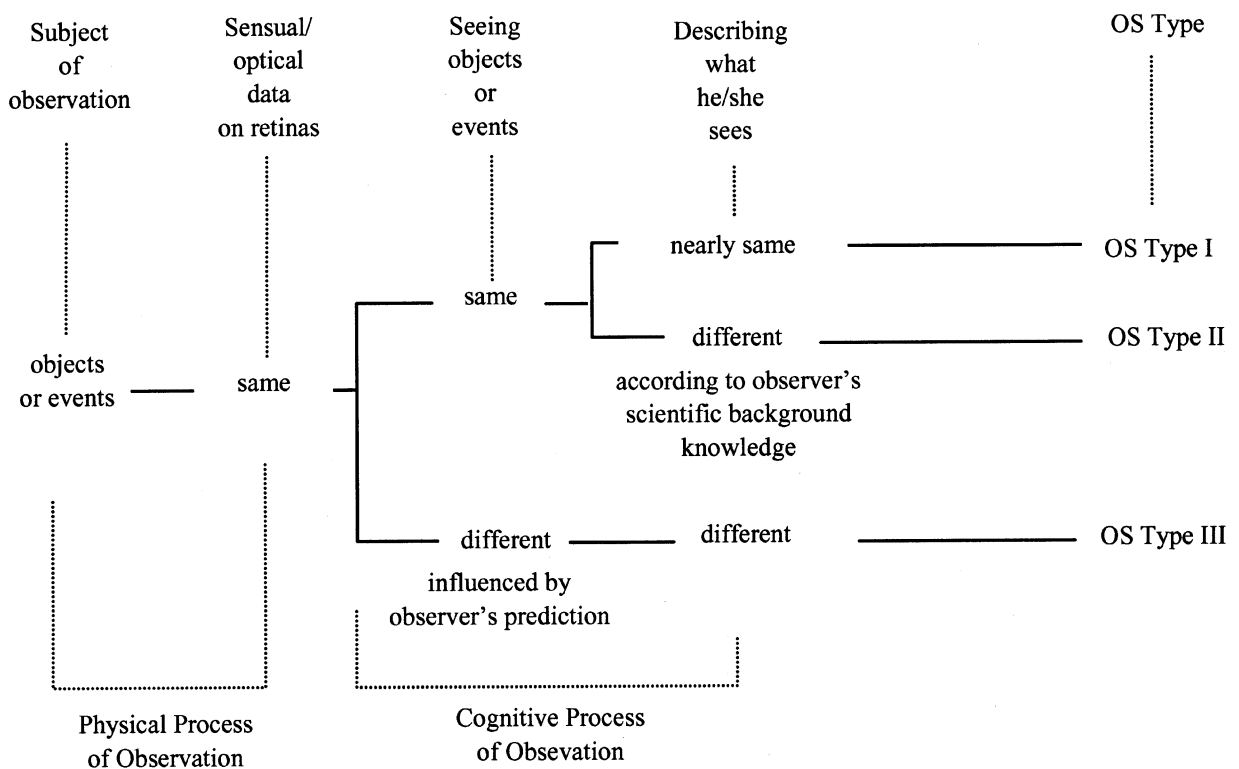 Subject
of
observation
Sensual/
optical
data
on retinas
Seeing
objects
or
events
Describing
what
he/she
sees
OS Type
nearly same
OS Type I
same
different
OS Type II
objects
or events
same
according to observer's
scientific background
knowledge
different
different
OS Type III
influenced by
observer's prediction
Physical Process
of Observation
Cognitive Process
of Obsevation